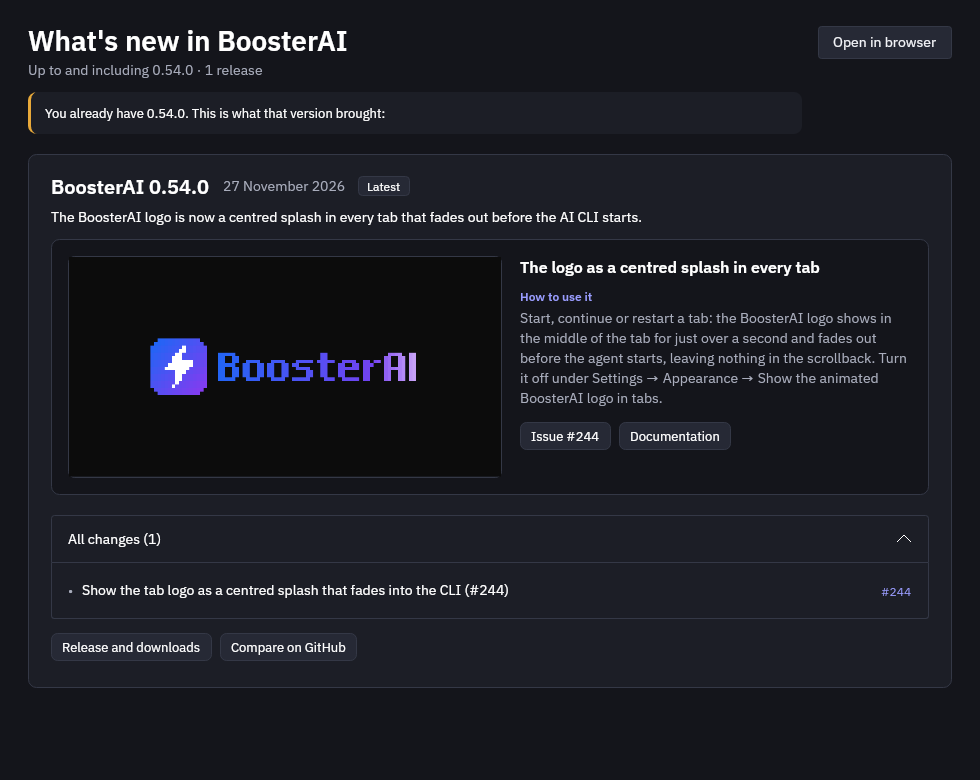 What's new in BoosterAI
Open in browser
Up to and including 0.54.0 · 1 release
You already have 0.54.0. This is what that version brought:
BoosterAI 0.54.0 27 November 2026 Latest
The BoosterAI logo is now a centred splash in every tab that fades out before the AI CLI starts.
BoosterAI
The logo as a centred splash in every tab
How to use it
Start, continue or restart a tab: the BoosterAI logo shows in
the middle of the tab for just over a second and fades out
before the agent starts, leaving nothing in the scrollback. Turn
it off under Settings → Appearance → Show the animated
BoosterAI logo in tabs.
Issue #244 Documentation
All changes (1)
• Show the tab logo as a centred splash that fades into the CLI (#244) #244
Release and downloads Compare on GitHub